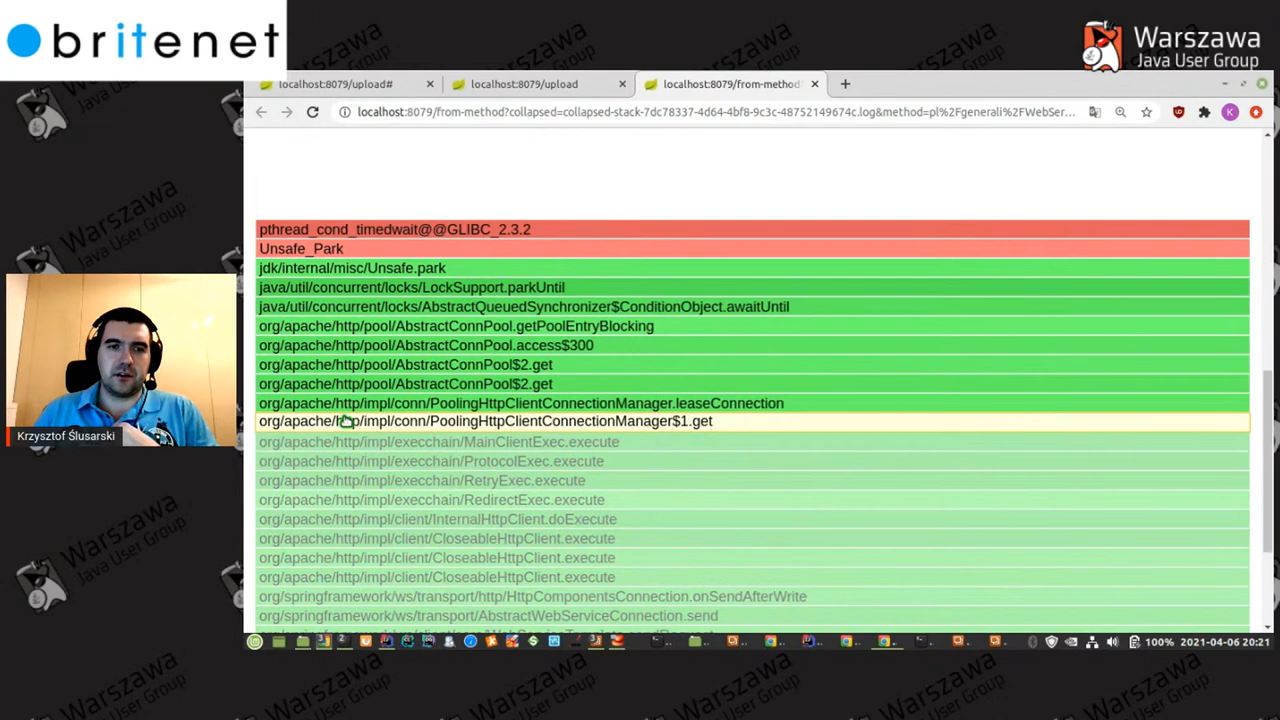 britenet
Warszawa
Java User Group
localhost:8079/upload#
localhost:8079/upload
localhost:8079/from-method
localhost:8079/from-method?collapsed=collapsed-stack-7dc78337-4d64-4bf8-9c3c-48752149674c.log&method=pl%2Fgenerali%2FWebSer...
K
pthread_cond_timedwait@@GLIBC_2.3.2
Unsafe_Park
jdk/internal/misc/Unsafe.park
java/util/concurrent/locks/LockSupport.parkUntil
java/util/concurrent/locks/AbstractQueuedSynchronizer$ConditionObject.awaitUntil
org/apache/http/pool/AbstractConnPool.getPoolEntryBlocking
org/apache/http/pool/AbstractConnPool.access$300
org/apache/http/pool/AbstractConnPool$2.get
org/apache/http/pool/AbstractConnPool$2.get
org/apache/http/impl/conn/PoolingHttpClientConnectionManager.leaseConnection
org/apache/http/impl/conn/PoolingHttpClientConnectionManager$1.get
org/apache/http/impl/execchain/MainClientExec.execute
org/apache/http/impl/execchain/ProtocolExec.execute
org/apache/http/impl/execchain/RetryExec.execute
org/apache/http/impl/execchain/RedirectExec.execute
org/apache/http/impl/client/InternalHttpClient.doExecute
org/apache/http/impl/client/CloseableHttpClient.execute
org/apache/http/impl/client/CloseableHttpClient.execute
org/apache/http/impl/client/CloseableHttpClient.execute
org/springframework/ws/transport/http/HttpComponentsConnection.onSendAfterWrite
org/springframework/ws/transport/AbstractWebServiceConnection.send
Krzysztof Ślusarski
100% 2021-04-06 20:21